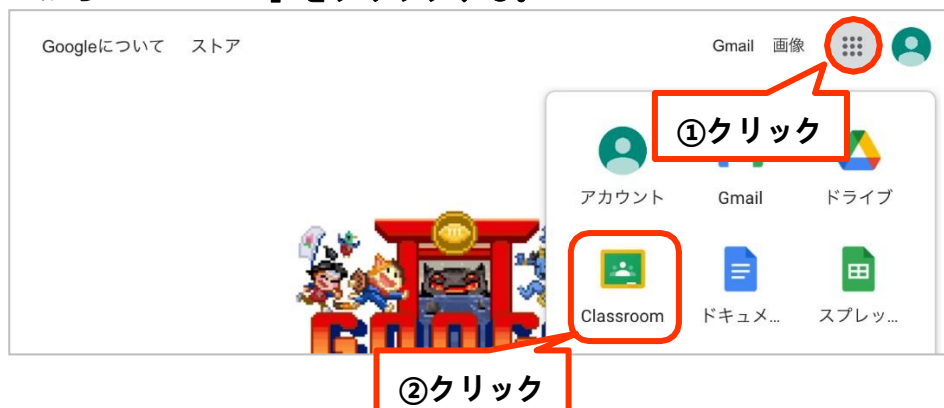 Googleについて ストア Gmail 画像
①クリック
アカウント Gmail ドライブ
Classroom ドキュメ... スプレッ...
②クリック